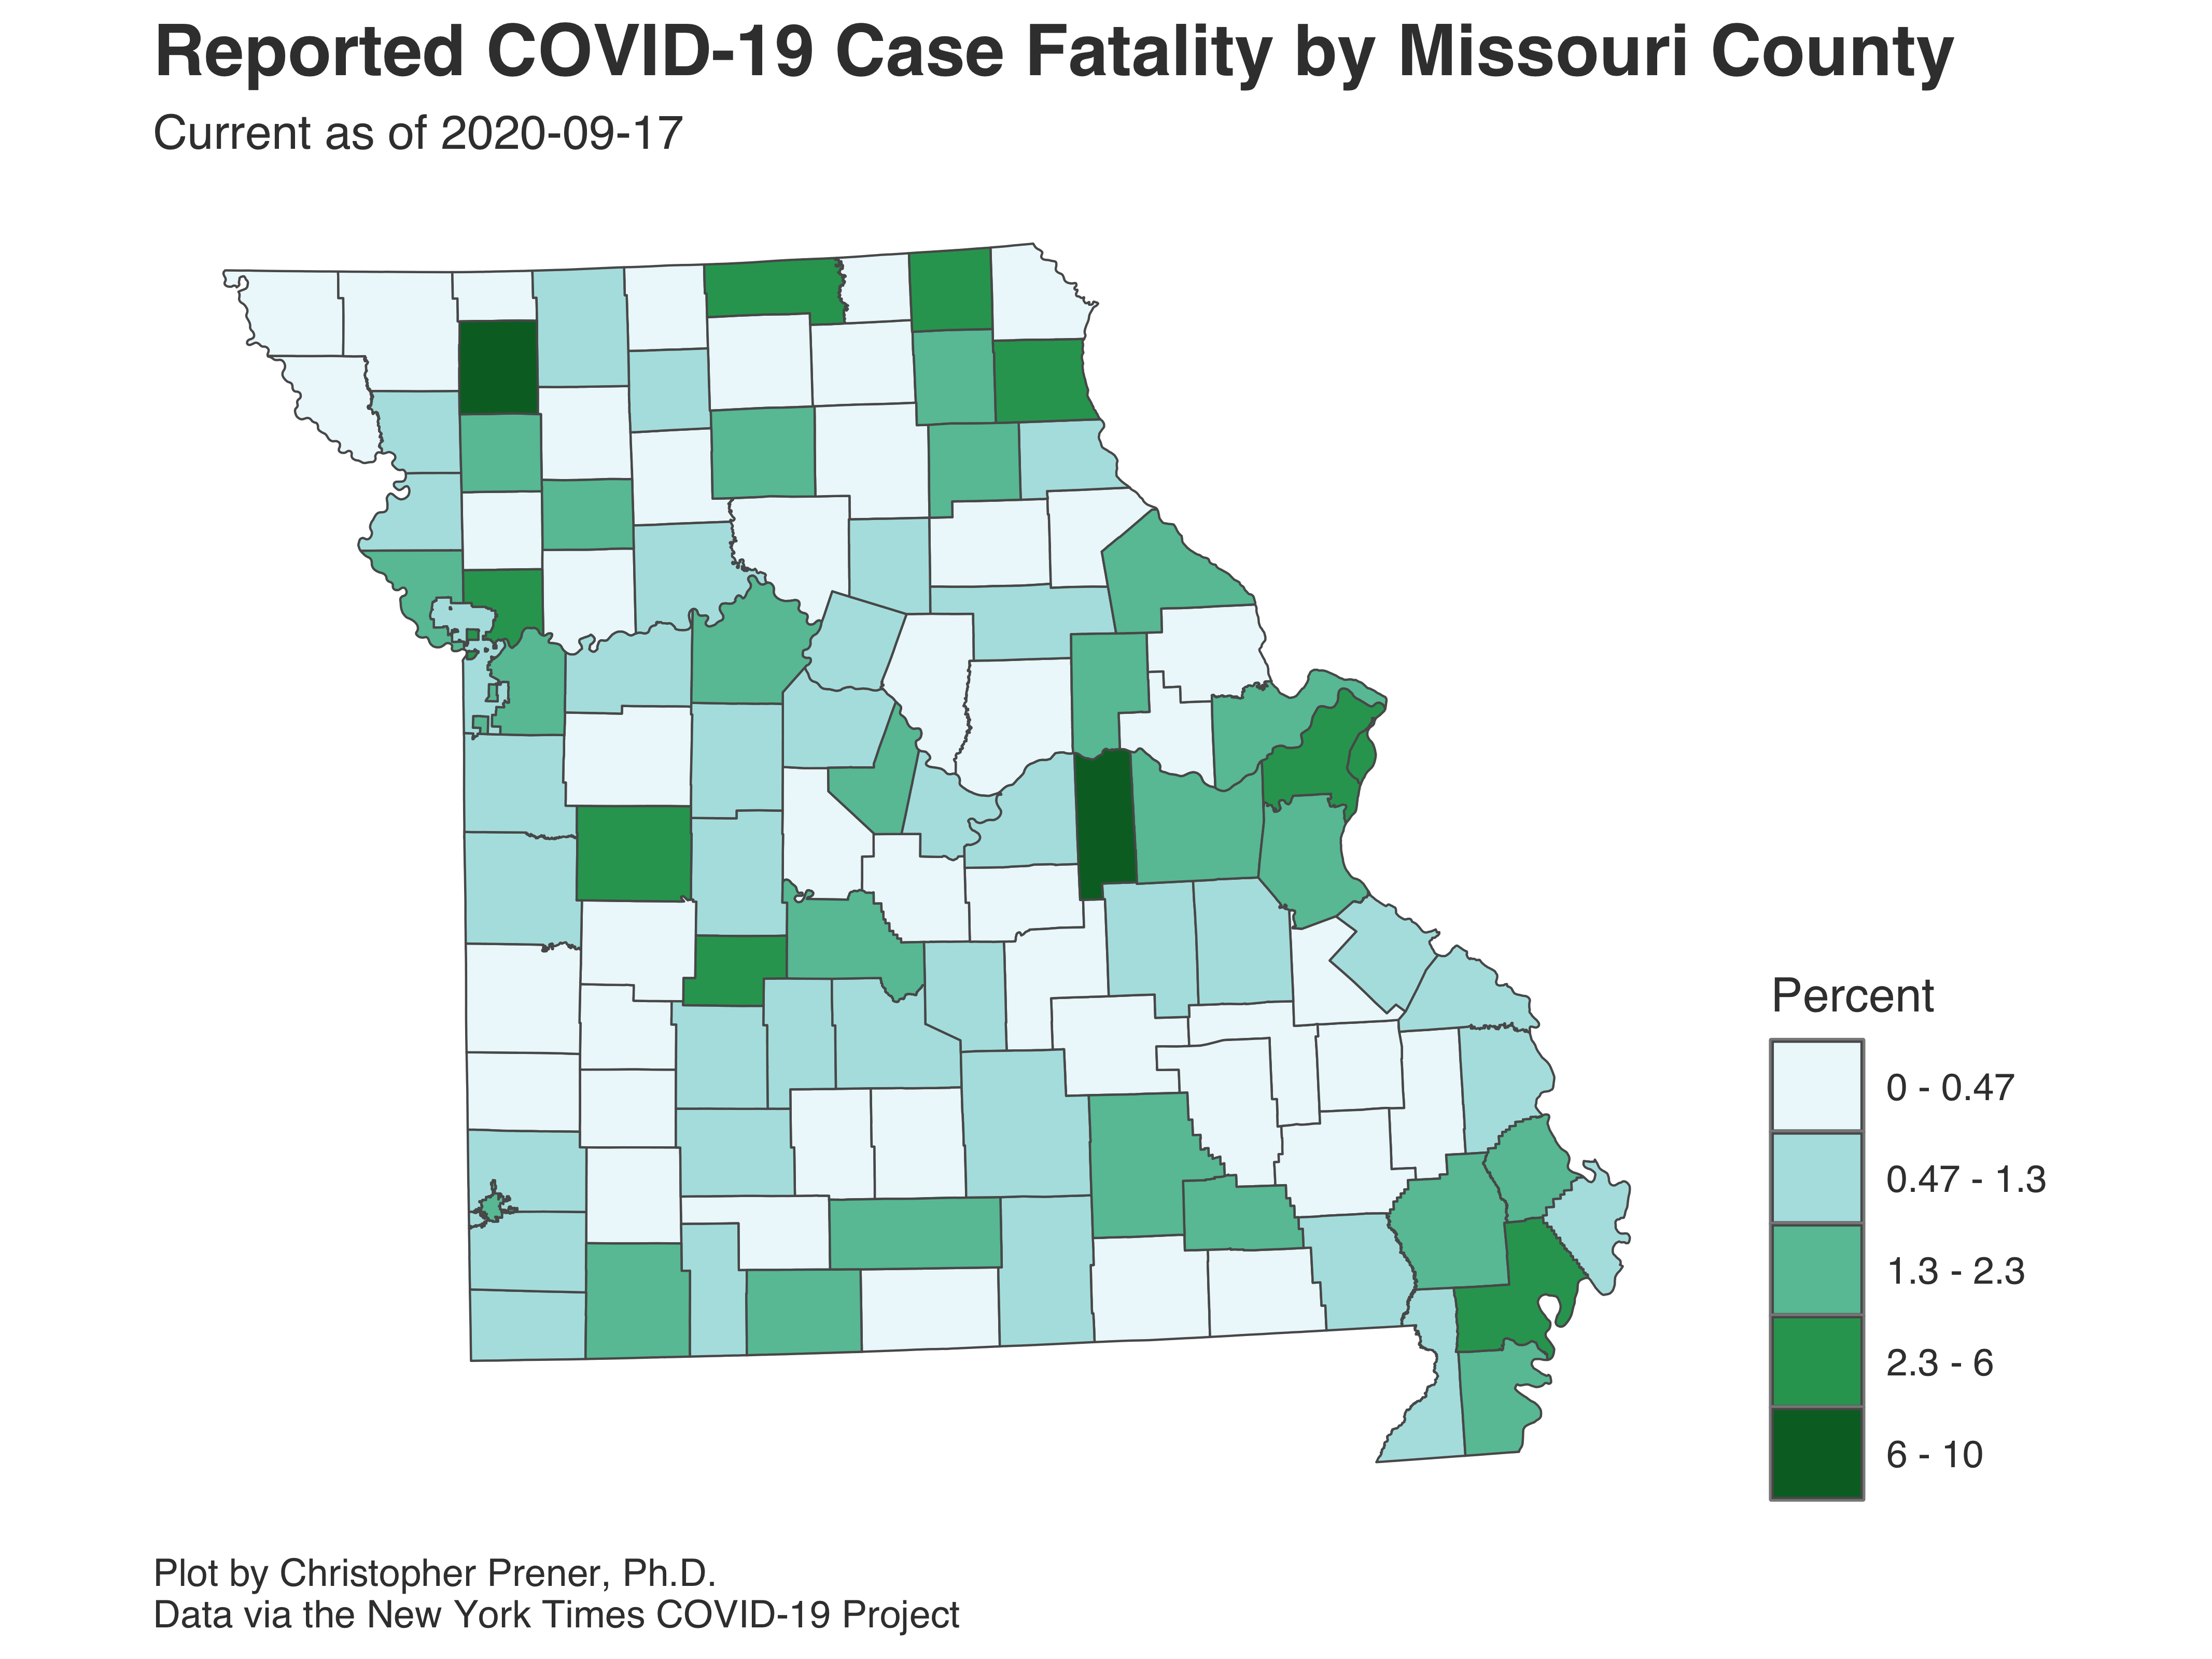 Reported COVID-19 Case Fatality by Missouri County
Current as of 2020-09-17
Percent
0 - 0.47
0.47 - 1.3
1.3 - 2.3
2.3 - 6
6 - 10
Plot by Christopher Prener, Ph.D.
Data via the New York Times COVID-19 Project